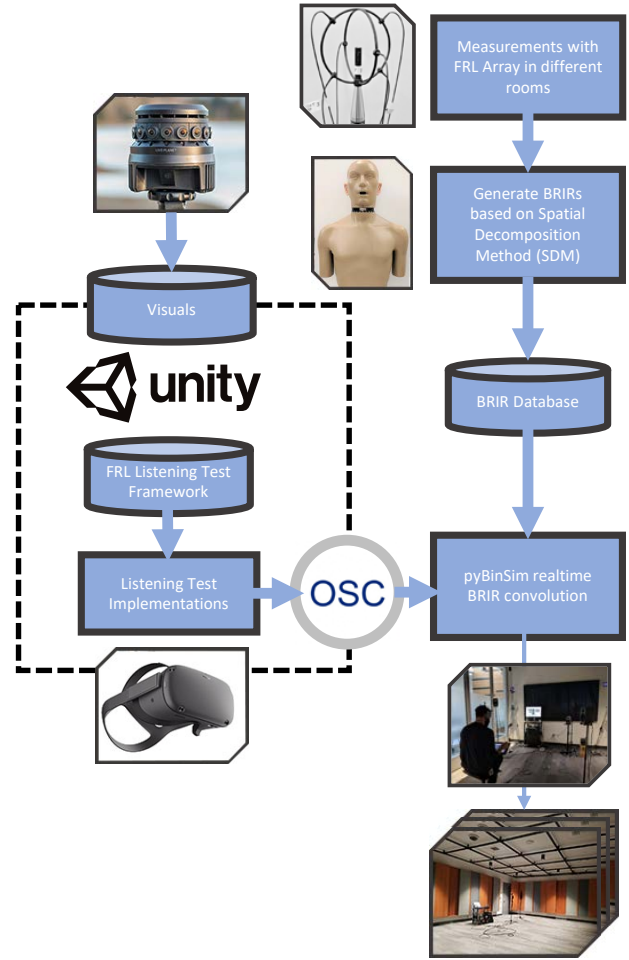 Measurements with
FRL Array in different
rooms
Generate BRIRs
based on Spatial
Decomposition
Method (SDM)
Visuals
unity
BRIR Database
FRL Listening Test
Framework
Listening Test
Implementations
OSC
pyBinSim realtime
BRIR convolution